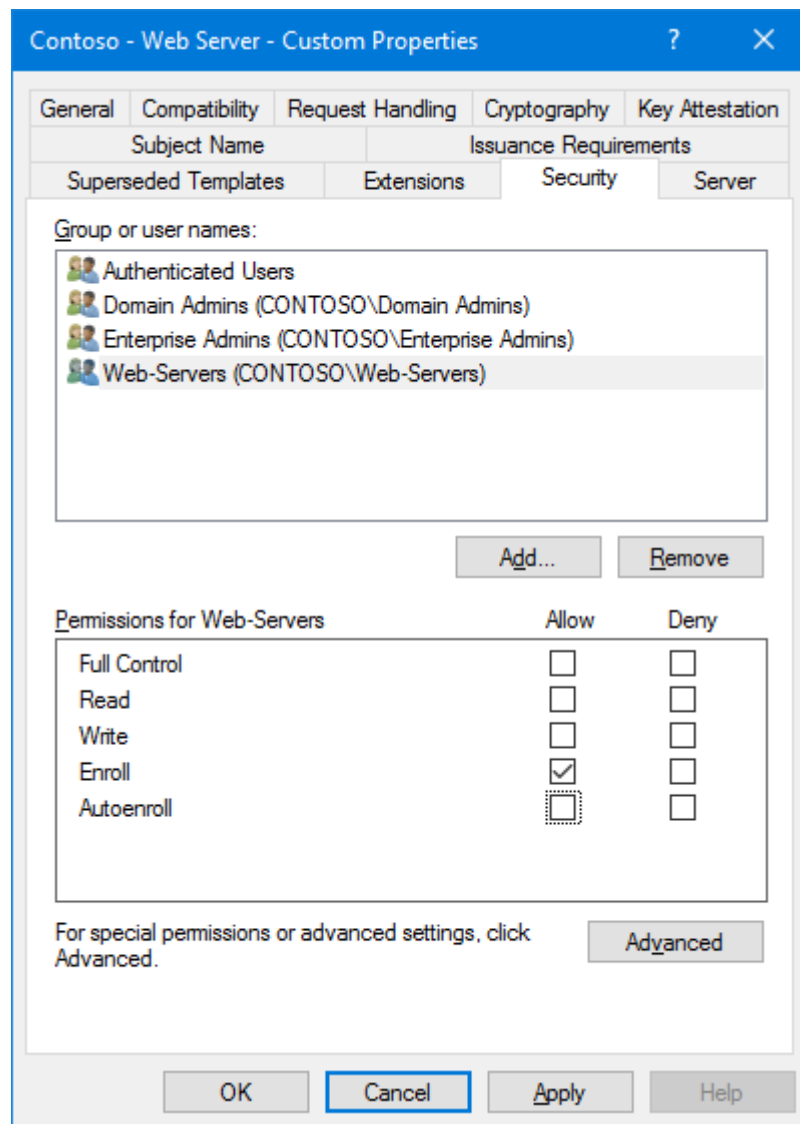 Contoso - Web Server - Custom Properties ? ×
General Compatibility Request Handling Cryptography Key Attestation
Subject Name Issuance Requirements
Superseded Templates Extensions Security Server
Group or user names:
Authenticated Users
Domain Admins (CONTOSO\Domain Admins)
Enterprise Admins (CONTOSO\Enterprise Admins)
Web-Servers (CONTOSO\Web-Servers)
Add... Remove
Permissions for Web-Servers Allow Deny
Full Control
Read
Write
Enroll
Autoenroll
For special permissions or advanced settings, click
Advanced.
Advanced
OK Cancel Apply Help